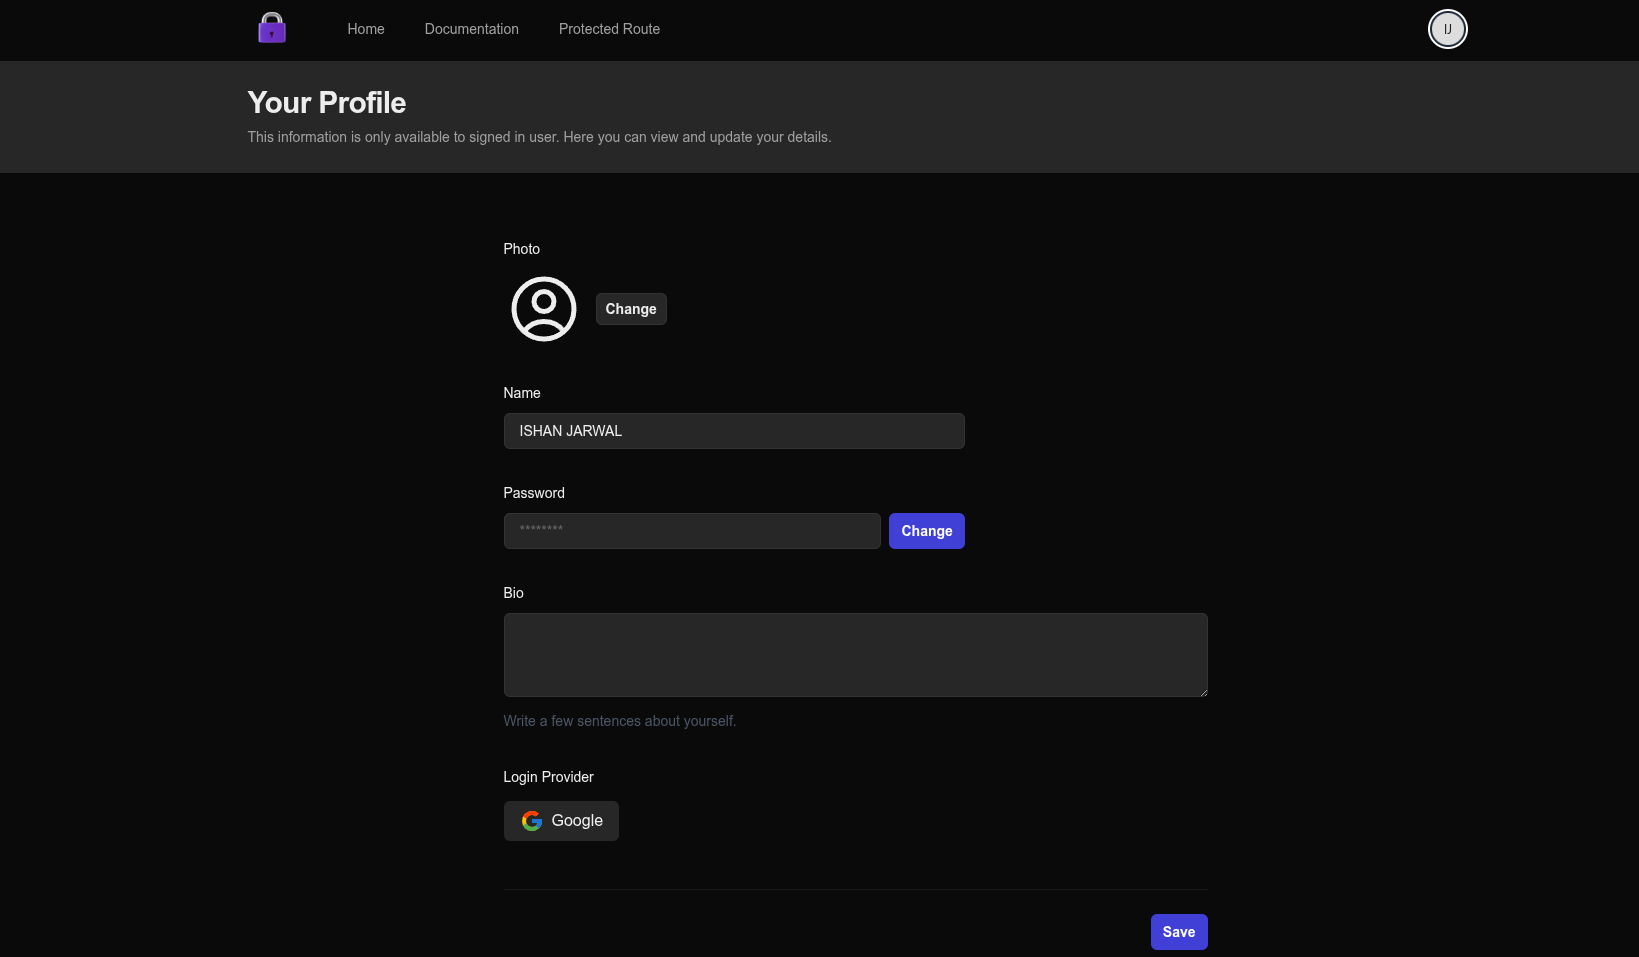 Home Documentation Protected Route IJ
Your Profile
This information is only available to signed in user. Here you can view and update your details.
Photo
Change
Name
ISHAN JARWAL
Password
******** Change
Bio
Write a few sentences about yourself.
Login Provider
Google
Save